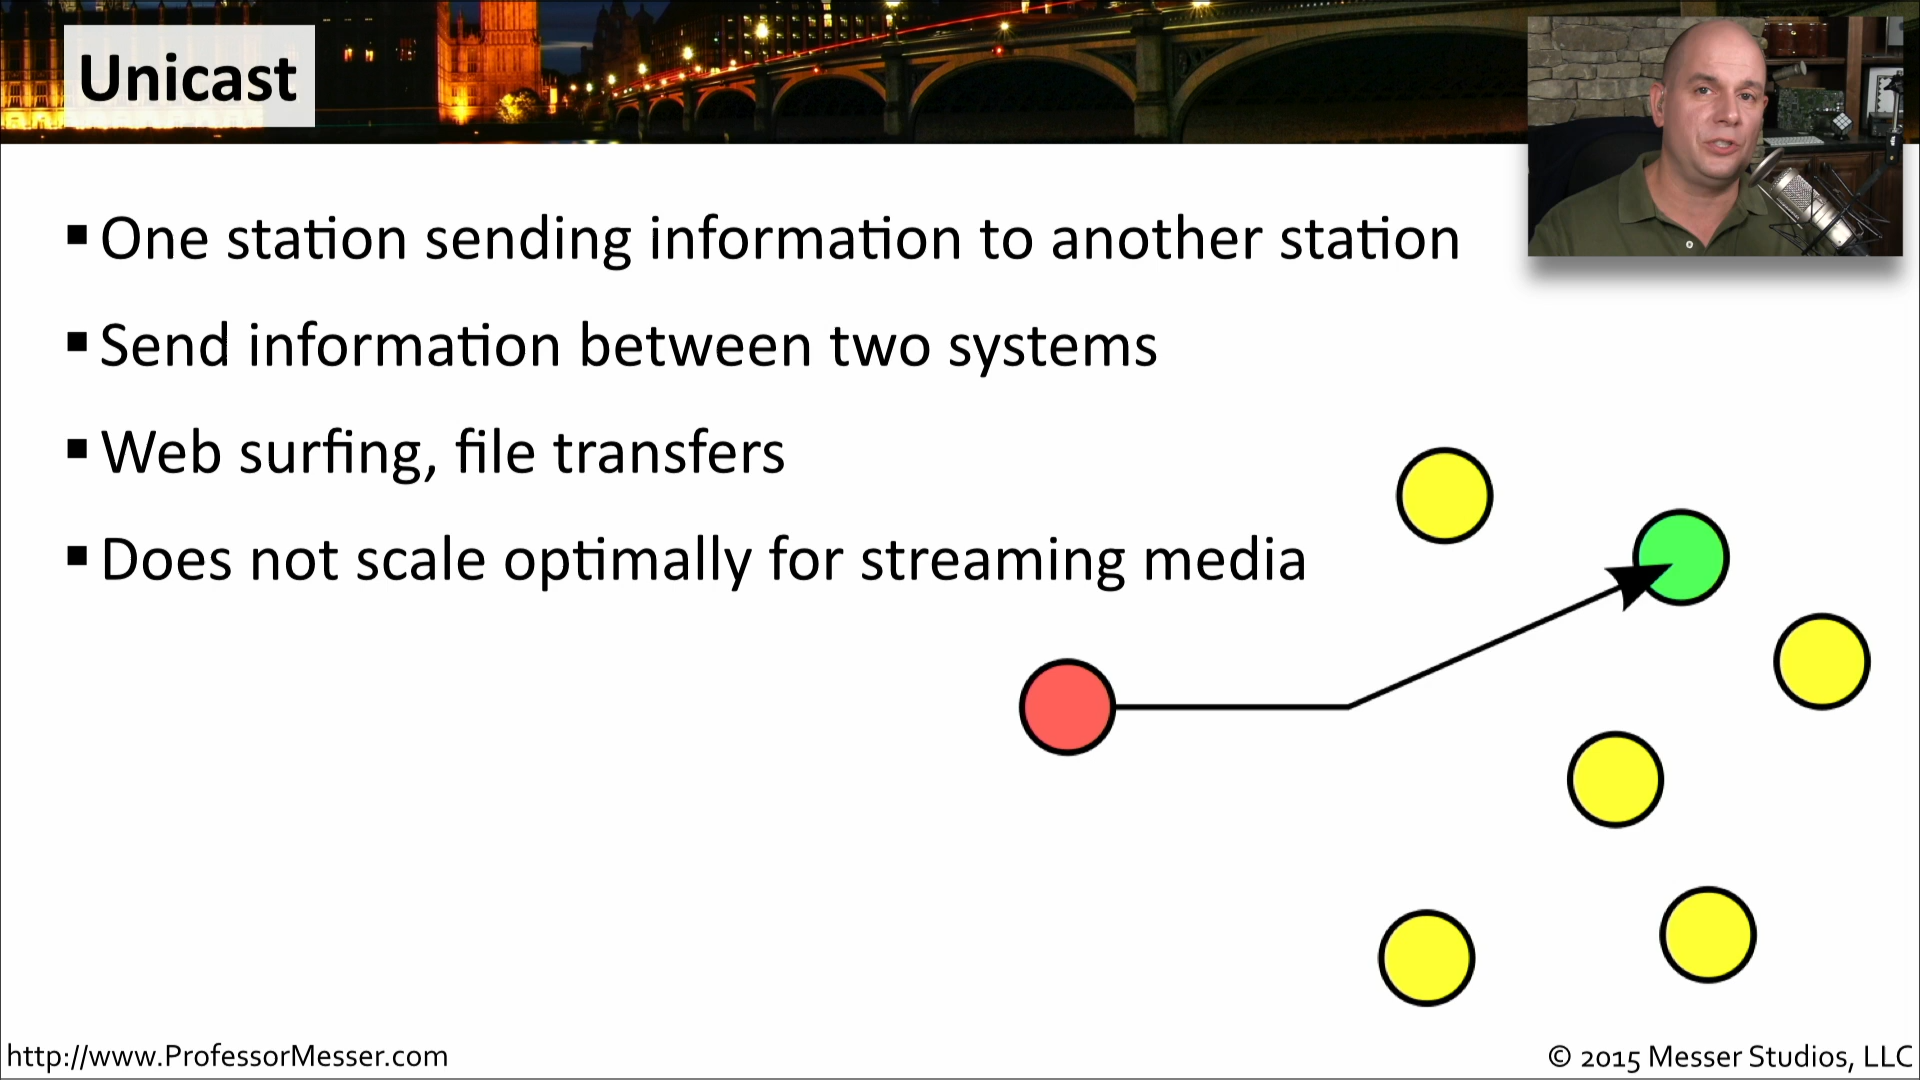 Unicast
▪ One station sending information to another station
▪ Send information between two systems
▪ Web surfing, file transfers
▪ Does not scale optimally for streaming media
http://www.ProfessorMesser.com
© 2015 Messer Studios, LLC